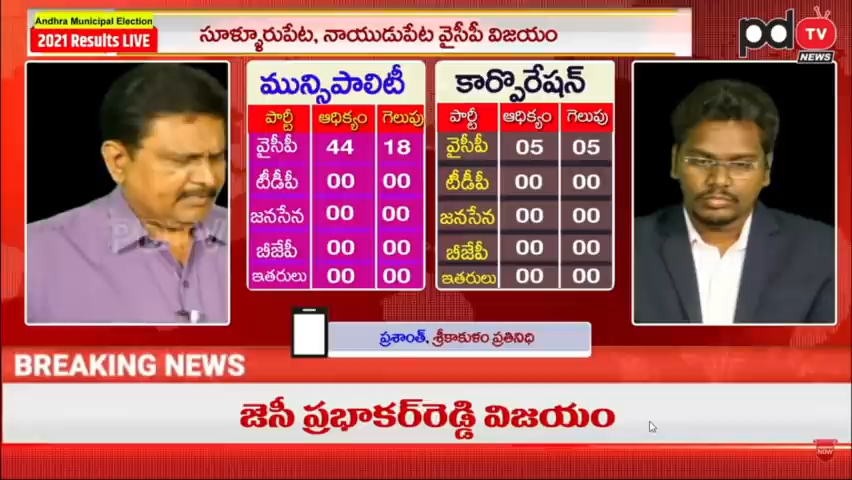 Andhra Municipal Election
2021 Results LIVE
సూళ్ళూరుపేట, నాయుడుపేట వైసీపీ విజయం
pd TV
NEWS
మున్సిపాలిటీ
పార్టీ ఆధిక్యం గెలుపు
వైసీపీ 44 18
టీడీపీ 00 00
జనసేన 00 00
బీజేపీ 00 00
ఇతరులు 00 00
కార్పొరేషన్
పార్టీ ఆధిక్యం గెలుపు
వైసీపీ 05 05
టీడీపీ 00 00
జనసేన 00 00
బీజేపీ 00 00
ఇతరులు 00 00
ప్రశాంత్, శ్రీకాకుళం ప్రతినిధి
BREAKING NEWS
జెసీ ప్రభాకర్‌రెడ్డి విజయం
NOW